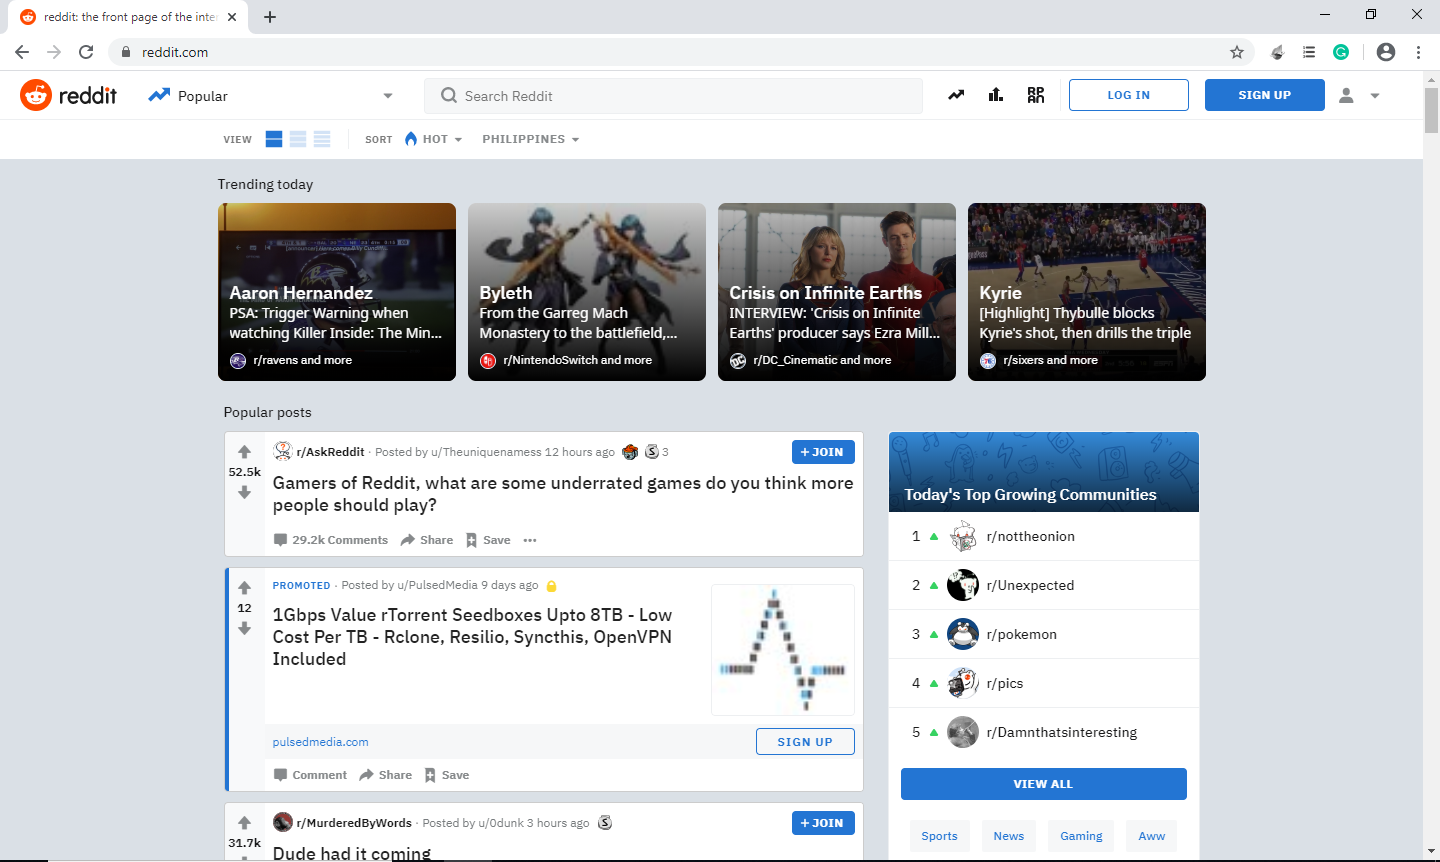 reddit: the front page of the inte
reddit.com
reddit
Popular
Search Reddit
LOG IN
SIGN UP
VIEW
SORT
HOT
PHILIPPINES
Trending today
Aaron Hernandez
PSA: Trigger Warning when
watching Killer Inside: The Min...
r/ravens and more
Byleth
From the Garreg Mach
Monastery to the battlefield,...
r/NintendoSwitch and more
Crisis on Infinite Earths
INTERVIEW: 'Crisis on Infinite
Earths' producer says Ezra Mill...
r/DC_Cinematic and more
Kyrie
[Highlight] Thybulle blocks
Kyrie's shot, then drills the triple
r/sixers and more
Popular posts
52.5k
r/AskReddit · Posted by u/Theuniquenamess 12 hours ago
3
+ JOIN
Gamers of Reddit, what are some underrated games do you think more
people should play?
29.2k Comments
Share
Save
12
PROMOTED · Posted by u/PulsedMedia 9 days ago
1Gbps Value rTorrent Seedboxes Upto 8TB - Low
Cost Per TB - Rclone, Resilio, Syncthis, OpenVPN
Included
pulsedmedia.com
SIGN UP
Comment
Share
Save
31.7k
r/MurderedByWords · Posted by u/0dunk 3 hours ago
+ JOIN
Dude had it coming
Today's Top Growing Communities
1 r/nottheonion
2 r/Unexpected
3 r/pokemon
4 r/pics
5 r/Damnthatsinteresting
VIEW ALL
Sports
News
Gaming
Aww